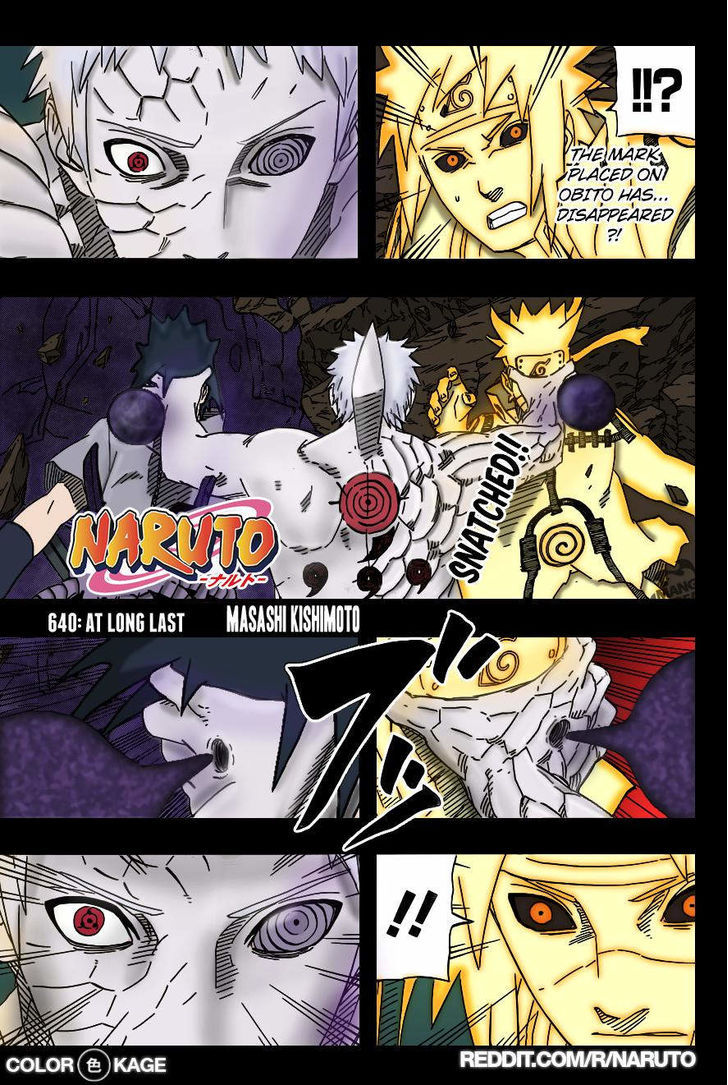 !!?
THE MARK
PLACED ON
OBITO HAS...
DISAPPEARED
?!
SNATCHED!!
NARUTO
-ナルト-
640: AT LONG LAST
MASASHI KISHIMOTO
ブッ
!!
COLOR 色 KAGE
REDDIT.COM/R/NARUTO